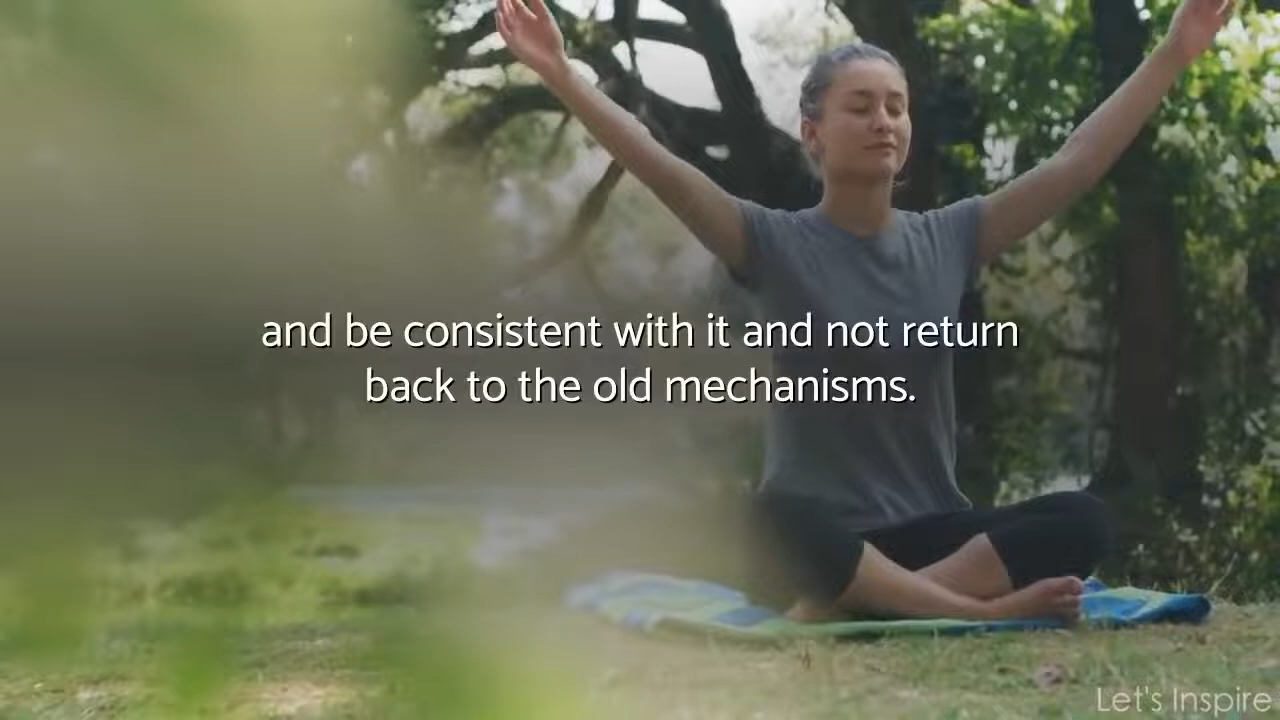 and be consistent with it and not return
back to the old mechanisms.
Let's Inspire